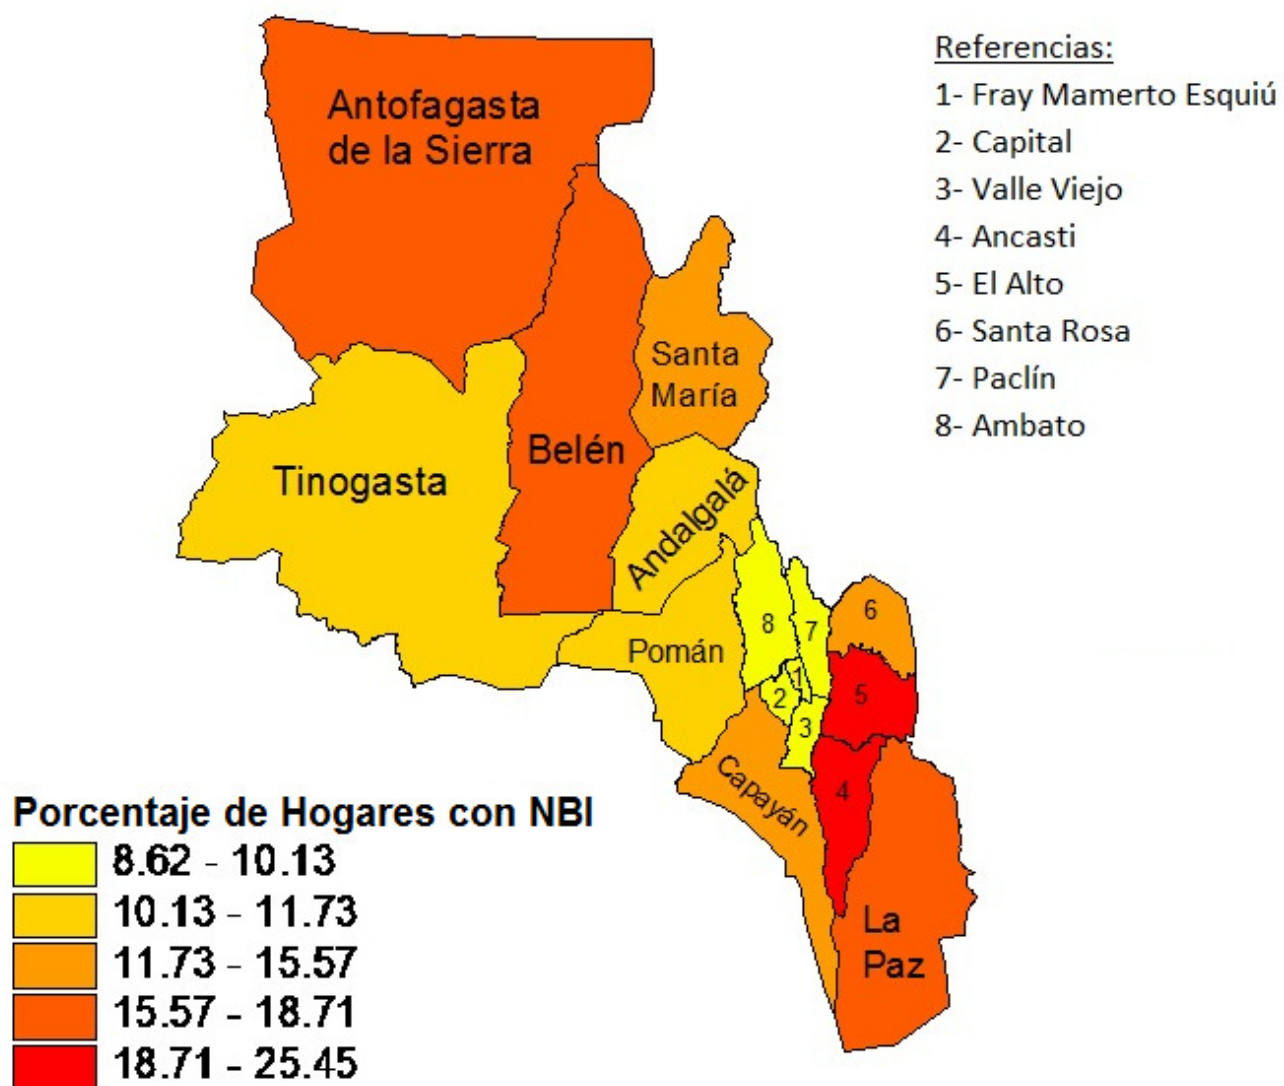 Referencias:
1- Fray Mamerto Esquiú
2- Capital
3- Valle Viejo
4- Ancasti
5- El Alto
6- Santa Rosa
7- Paclín
8- Ambato
Antofagasta
de la Sierra
Santa
María
Belén
Tinogasta
Andalgalá
Pomán
8
7
6
1
2
3
5
4
Capayán
La
Paz
Porcentaje de Hogares con NBI
8.62 - 10.13
10.13 - 11.73
11.73 - 15.57
15.57 - 18.71
18.71 - 25.45